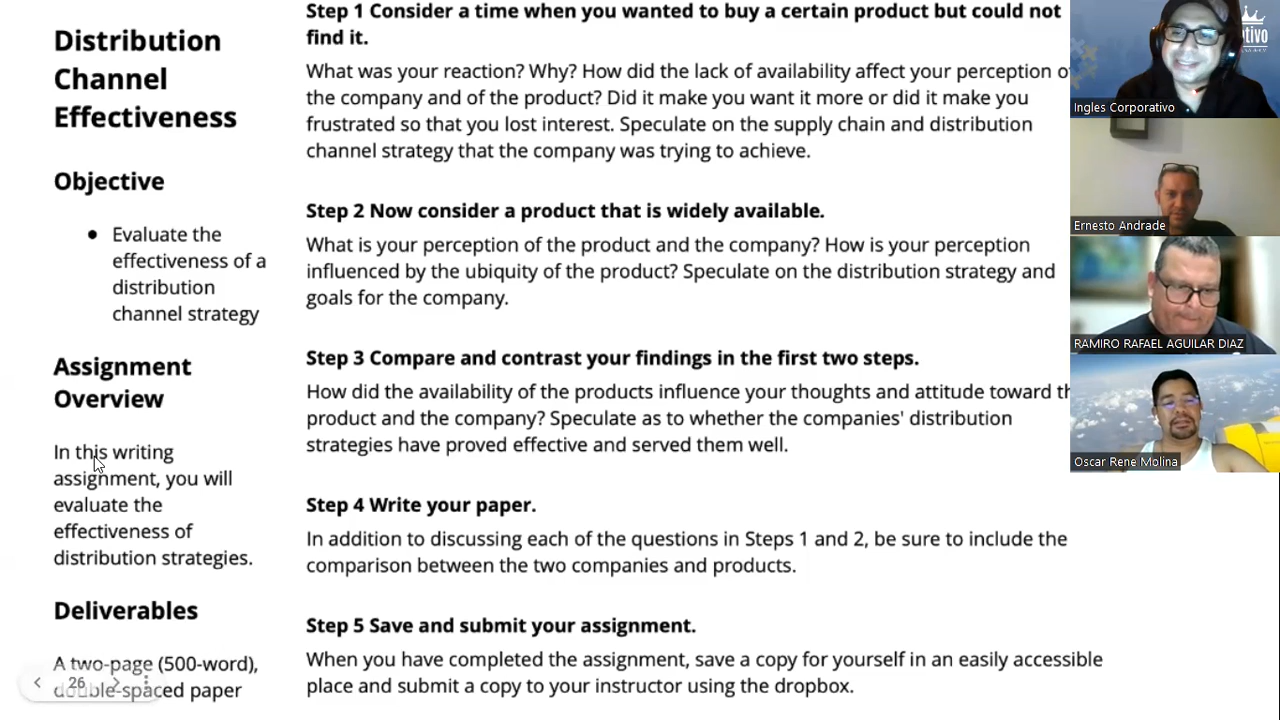 Distribution
Channel
Effectiveness
Objective
Evaluate the
effectiveness of a
distribution
channel strategy
Assignment
Overview
In this writing
assignment, you will
evaluate the
effectiveness of
distribution strategies.
Deliverables
A two-page (500-word),
double-spaced paper
26
Step 1 Consider a time when you wanted to buy a certain product but could not
find it.
What was your reaction? Why? How did the lack of availability affect your perception o
the company and of the product? Did it make you want it more or did it make you
frustrated so that you lost interest. Speculate on the supply chain and distribution
channel strategy that the company was trying to achieve.
Step 2 Now consider a product that is widely available.
What is your perception of the product and the company? How is your perception
influenced by the ubiquity of the product? Speculate on the distribution strategy and
goals for the company.
Step 3 Compare and contrast your findings in the first two steps.
How did the availability of the products influence your thoughts and attitude toward th
product and the company? Speculate as to whether the companies' distribution
strategies have proved effective and served them well.
Step 4 Write your paper.
In addition to discussing each of the questions in Steps 1 and 2, be sure to include the
comparison between the two companies and products.
Step 5 Save and submit your assignment.
When you have completed the assignment, save a copy for yourself in an easily accessible
place and submit a copy to your instructor using the dropbox.
tivo
Ingles Corporativo
Ernesto Andrade
RAMIRO RAFAEL AGUILAR DIAZ
Oscar Rene Molina